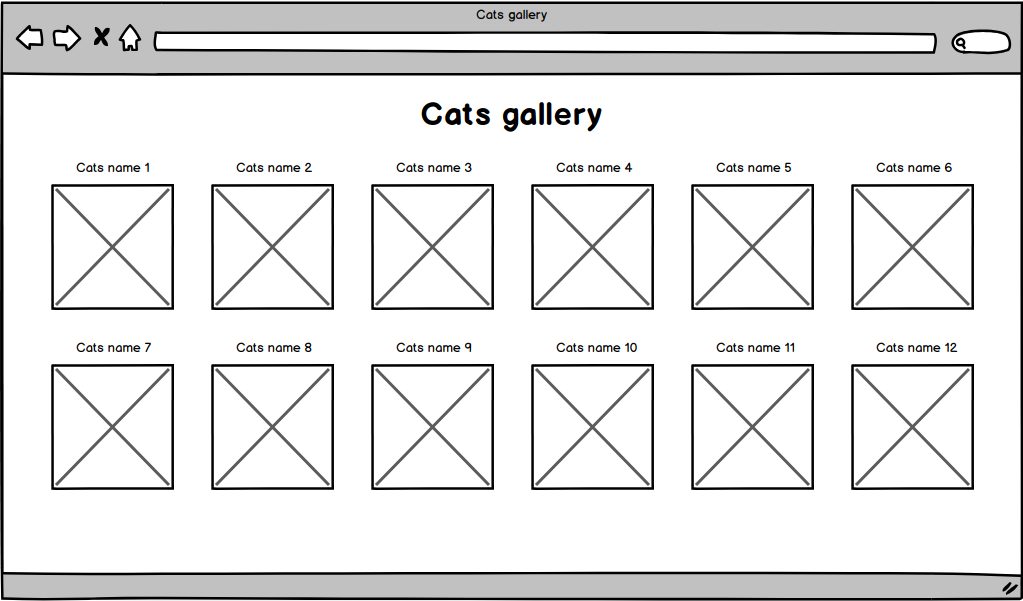 Cats gallery
Cats gallery
Cats name 1
Cats name 2
Cats name 3
Cats name 4
Cats name 5
Cats name 6
Cats name 7
Cats name 8
Cats name 9
Cats name 10
Cats name 11
Cats name 12